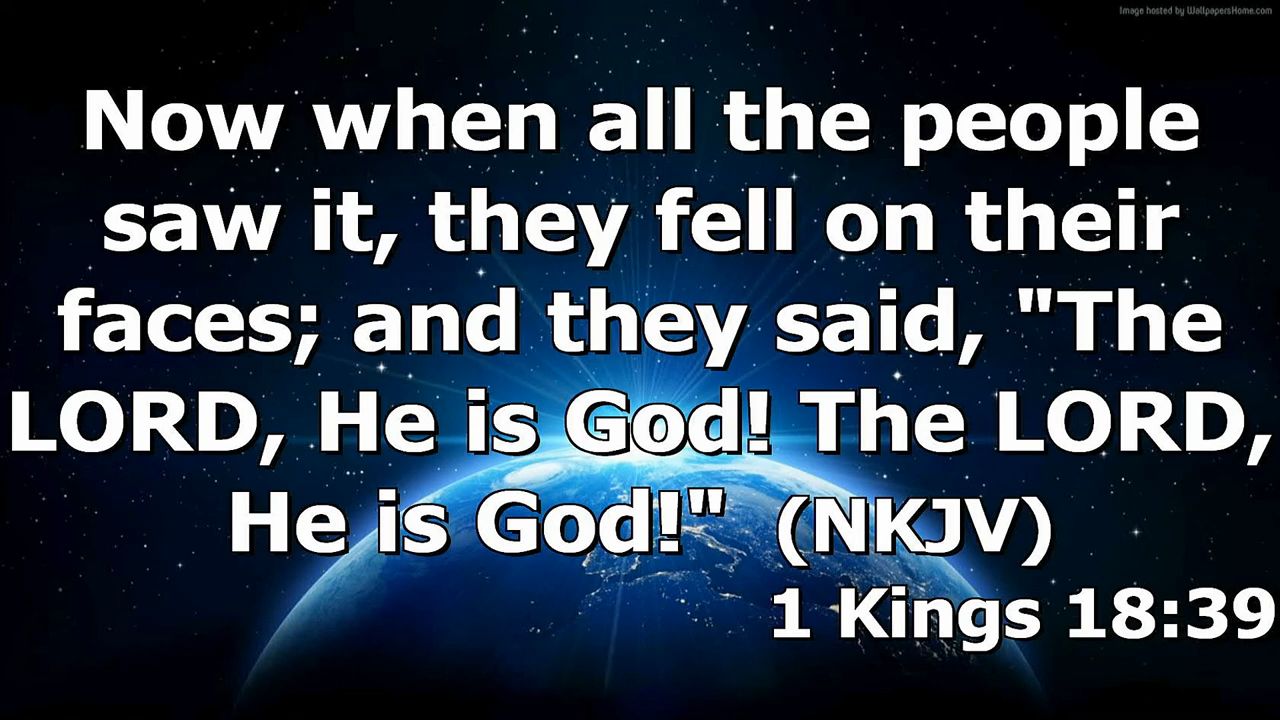 Image hosted by WallpapersHome.com
Now when all the people
saw it, they fell on their
faces; and they said, "The
LORD, He is God! The LORD,
He is God!" (NKJV)
1 Kings 18:39